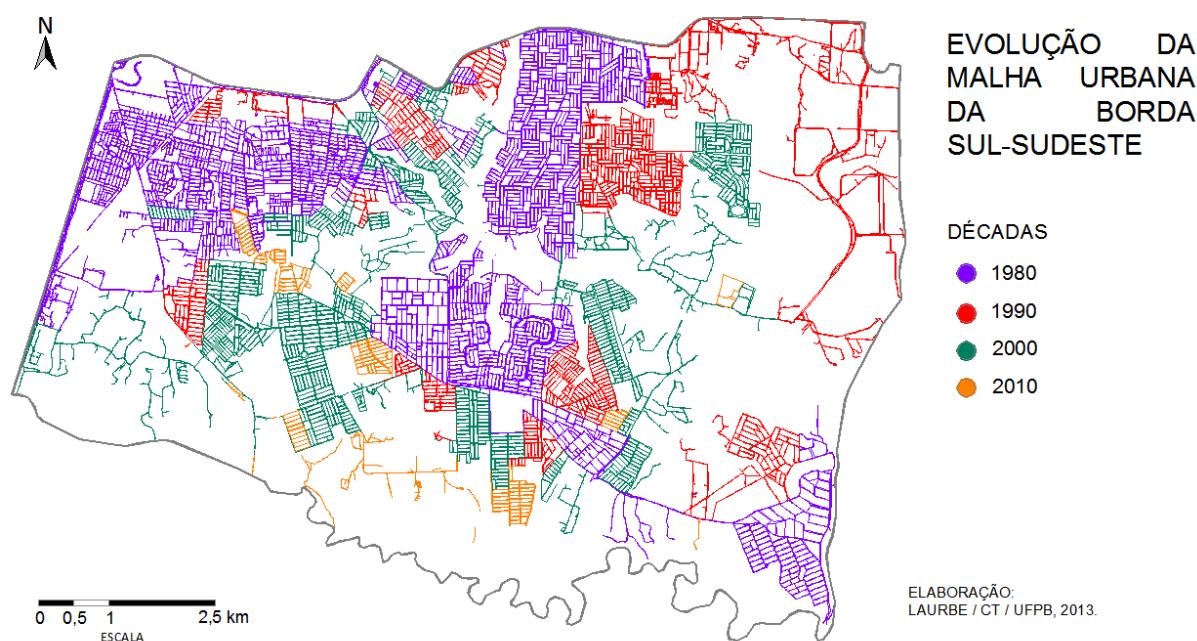 N
EVOLUÇÃO DA
MALHA URBANA
DA BORDA
SUL-SUDESTE
DÉCADAS
1980
1990
2000
2010
0 0,5 1 2,5 km
ESCALA
ELABORAÇÃO:
LAURBE / CT / UFPB, 2013.